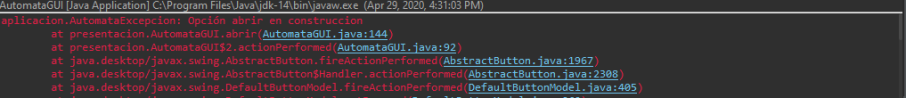 AutomataGUI [Java Application] C:\Program Files\Java\jdk-14\bin\javaw.exe (Apr 29, 2020, 4:31:03 PM)
aplicacion.AutomataExcepcion: Opción abrir en construccion
at presentacion.AutomataGUI.abrir(AutomataGUI.java:144)
at presentacion.AutomataGUI$2.actionPerformed(AutomataGUI.java:92)
at java.desktop/javax.swing.AbstractButton.fireActionPerformed(AbstractButton.java:1967)
at java.desktop/javax.swing.AbstractButton$Handler.actionPerformed(AbstractButton.java:2308)
at java.desktop/javax.swing.DefaultButtonModel.fireActionPerformed(DefaultButtonModel.java:405)